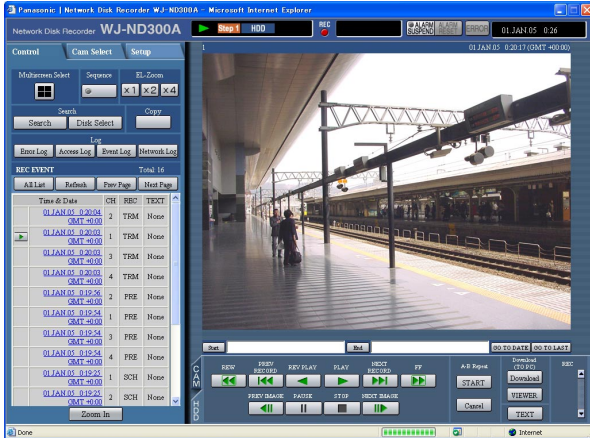 Panasonic | Network Disk Recorder WJ-ND300A - Microsoft Internet Explorer
Network Disk Recorder WJ-ND300A
Step 1 HDD
REC
ALARM SUSPEND
ALARM RESET
ERROR
01.JAN.05 0:26
Control Cam Select Setup
1
01.JAN.05 0:20:17 (GMT +00:00)
Multiscreen Select Sequence EL-Zoom
x1 x2 x4
Search Copy
Search Disk Select
Log
Error Log Access Log Event Log Network Log
REC EVENT Total: 16
All List Refresh Prev Page Next Page
Time & Date CH REC TEXT
01.JAN.05 0:20:04 GMT +0:00 2 TRM None
01.JAN.05 0:20:03 GMT +0:00 1 TRM None
01.JAN.05 0:20:03 GMT +0:00 3 TRM None
01.JAN.05 0:20:03 GMT +0:00 4 TRM None
01.JAN.05 0:19:56 GMT +0:00 2 PRE None
01.JAN.05 0:19:54 GMT +0:00 1 PRE None
01.JAN.05 0:19:54 GMT +0:00 3 PRE None
01.JAN.05 0:19:54 GMT +0:00 4 PRE None
01.JAN.05 0:19:25 GMT +0:00 1 SCH None
01.JAN.05 0:19:25 GMT +0:00 2 SCH None
Zoom In
Start End GO TO DATE GO TO LAST
CAM
HDD
REW PREV RECORD REV PLAY PLAY NEXT RECORD FF
PREV IMAGE PAUSE STOP NEXT IMAGE
A-B Repeat
START
Cancel
Download (TO PC)
Download
VIEWER
TEXT
REC
Done
Internet